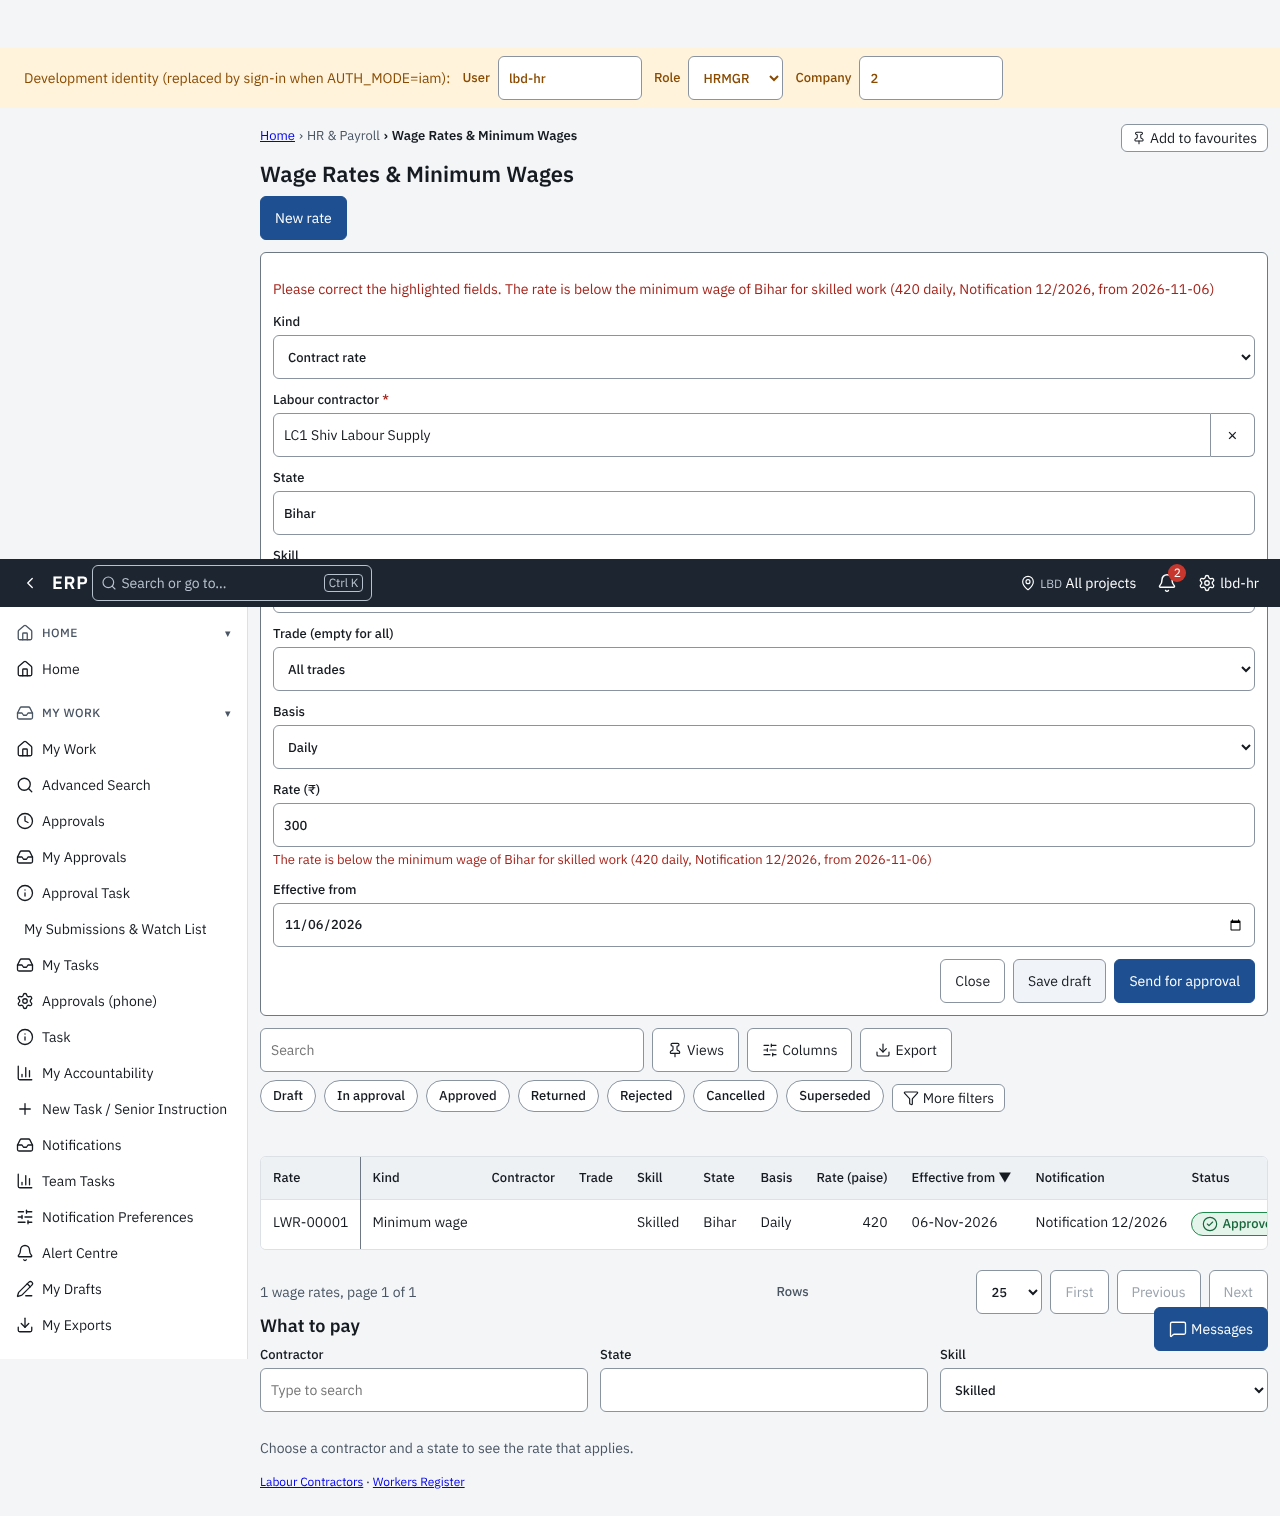 Development identity (replaced by sign-in when AUTH_MODE=iam): User lbd-hr Role HRMGR Company 2
Home › HR & Payroll › Wage Rates & Minimum Wages
Add to favourites
Wage Rates & Minimum Wages
New rate
Please correct the highlighted fields. The rate is below the minimum wage of Bihar for skilled work (420 daily, Notification 12/2026, from 2026-11-06)
Kind
Contract rate
Labour contractor *
LC1 Shiv Labour Supply
×
State
Bihar
Skill
ERP
Search or go to...
Ctrl K
LBD All projects
2
lbd-hr
HOME
Home
MY WORK
My Work
Advanced Search
Approvals
My Approvals
Approval Task
My Submissions & Watch List
My Tasks
Approvals (phone)
Task
My Accountability
New Task / Senior Instruction
Notifications
Team Tasks
Notification Preferences
Alert Centre
My Drafts
My Exports
Trade (empty for all)
All trades
Basis
Daily
Rate (₹)
300
The rate is below the minimum wage of Bihar for skilled work (420 daily, Notification 12/2026, from 2026-11-06)
Effective from
11/06/2026
Close
Save draft
Send for approval
Search
Views
Columns
Export
Draft
In approval
Approved
Returned
Rejected
Cancelled
Superseded
More filters
Rate Kind Contractor Trade Skill State Basis Rate (paise) Effective from ▼ Notification Status
LWR-00001 Minimum wage Skilled Bihar Daily 420 06-Nov-2026 Notification 12/2026 Approve
1 wage rates, page 1 of 1
Rows
25
First
Previous
Next
What to pay
Messages
Contractor State Skill
Type to search
Skilled
Choose a contractor and a state to see the rate that applies.
Labour Contractors · Workers Register